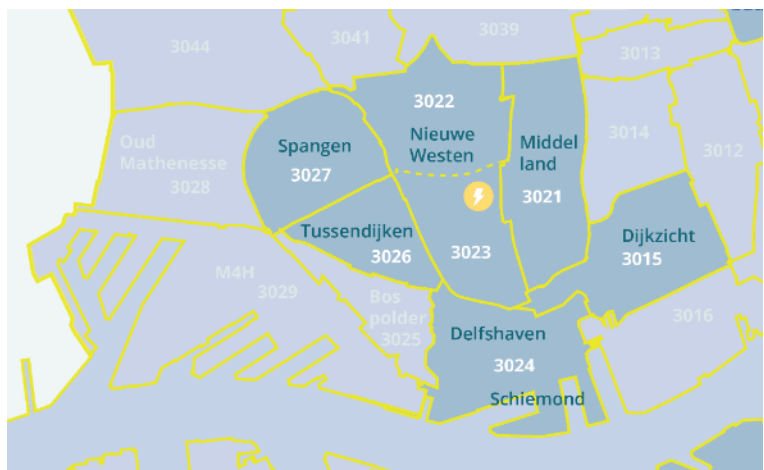 3039
3041
3044
3013
3022
3014
Nieuwe
Westen
Middel
land
3021
3012
Oud
Mathenesse
3028
Spangen
3027
Tussendijken
3026
3023
Dijkzicht
3015
M4H
3029
Bos
polder
3025
3016
Delfshaven
3024
Schiemond